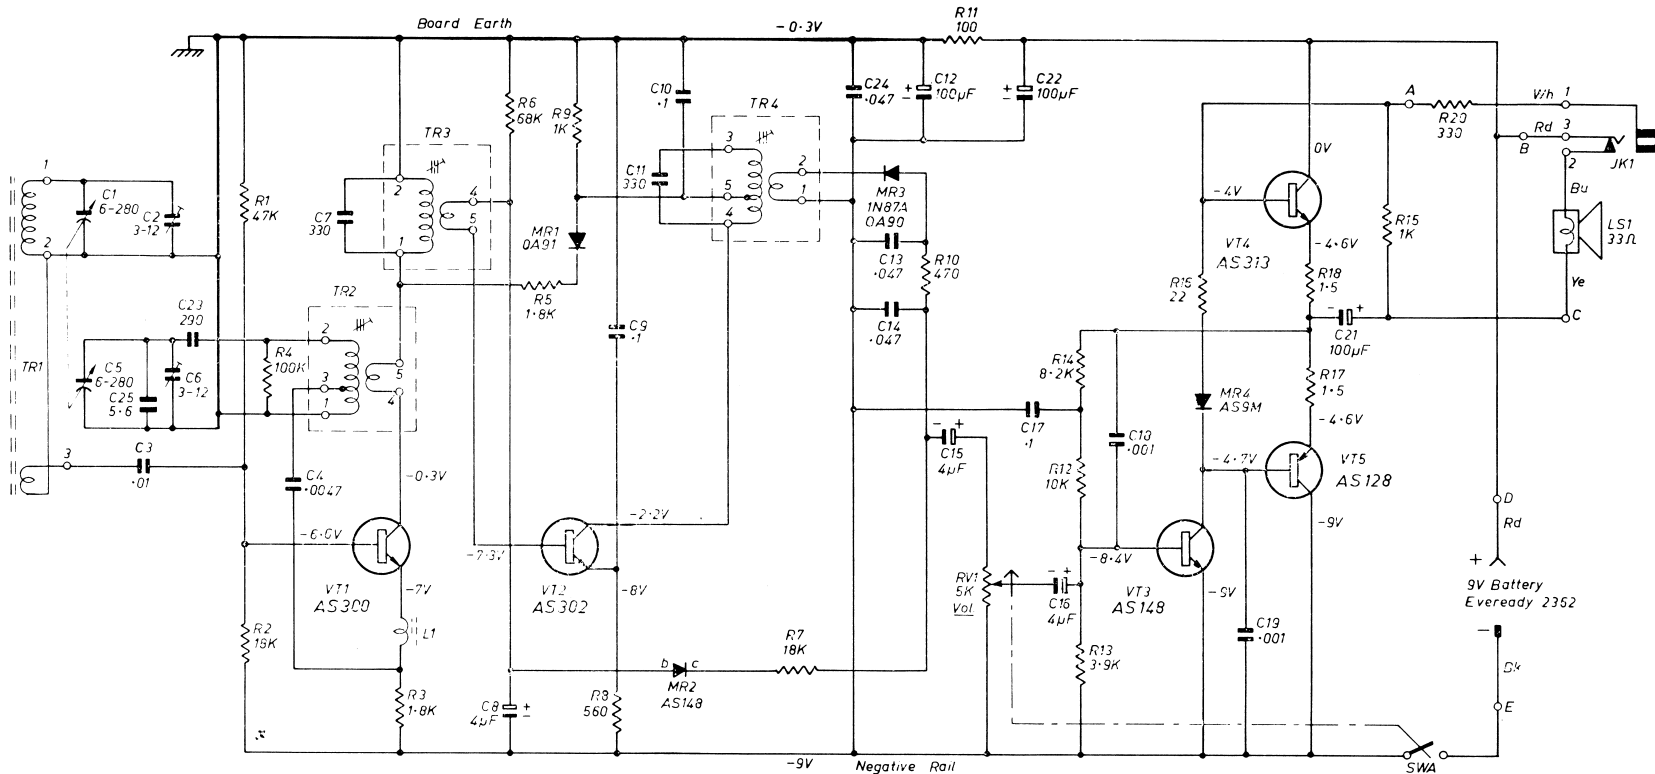 Board Earth
-0·3V
R11
100
C10
·1
C24
·047
C12
100µF
C22
100µF
+
-
+
-
R6
68K
R9
1K
TR4
TR3
A
R20
330
Wh
1
Rd
3
B
2
JK1
0V
1
C1
6-280
C2
3-12
R1
47K
C7
330
2
4
5
1
C11
330
3
5
4
2
1
MR3
1N87A
OA90
-4V
VT4
AS313
R15
1K
Bu
LS1
33Ω
2
MR1
OA91
C13
·047
R10
470
-4·6V
R16
22
R18
1·5
Ye
C23
290
TR2
R5
1·8K
C9
·1
C14
·047
-
+
C21
100µF
C
TR1
C5
6-280
C25
5·6
C6
3-12
R4
100K
2
3
1
5
4
R14
8·2K
R17
1·5
MR4
AS9M
-4·6V
C17
·1
C18
·001
3
C3
·01
C4
·0047
-0·3V
-
+
C15
4µF
R12
10K
-4·7V
VT5
AS128
-2·2V
-9V
D
Rd
-7·3V
VT1
AS300
-7V
VT2
AS302
-8V
RV1
5K
Vol.
-
+
C16
4µF
-8·4V
VT3
AS148
-9V
+
9V Battery
Eveready 2352
-
R2
L1
R7
18K
R13
3·9K
C19
·001
Bk
b
c
MR2
AS148
R3
1·8K
C8
4µF
+
-
R8
560
E
-9V
Negative Rail
SWA